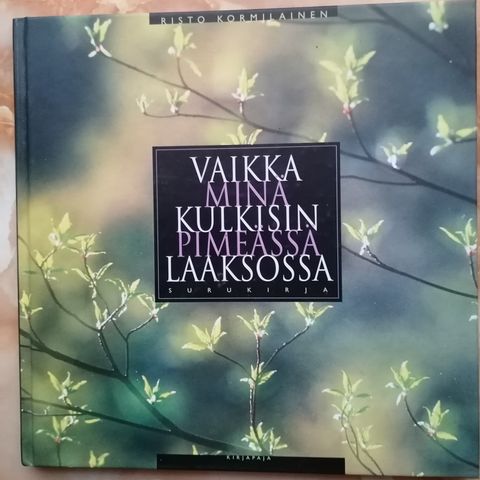 RISTO KORMILAINEN
VAIKKA
MINÄ
KULKISIN
PIMEÄSSÄ
LAAKSOSSA
SURUKIRJA
KIRJAPAJA